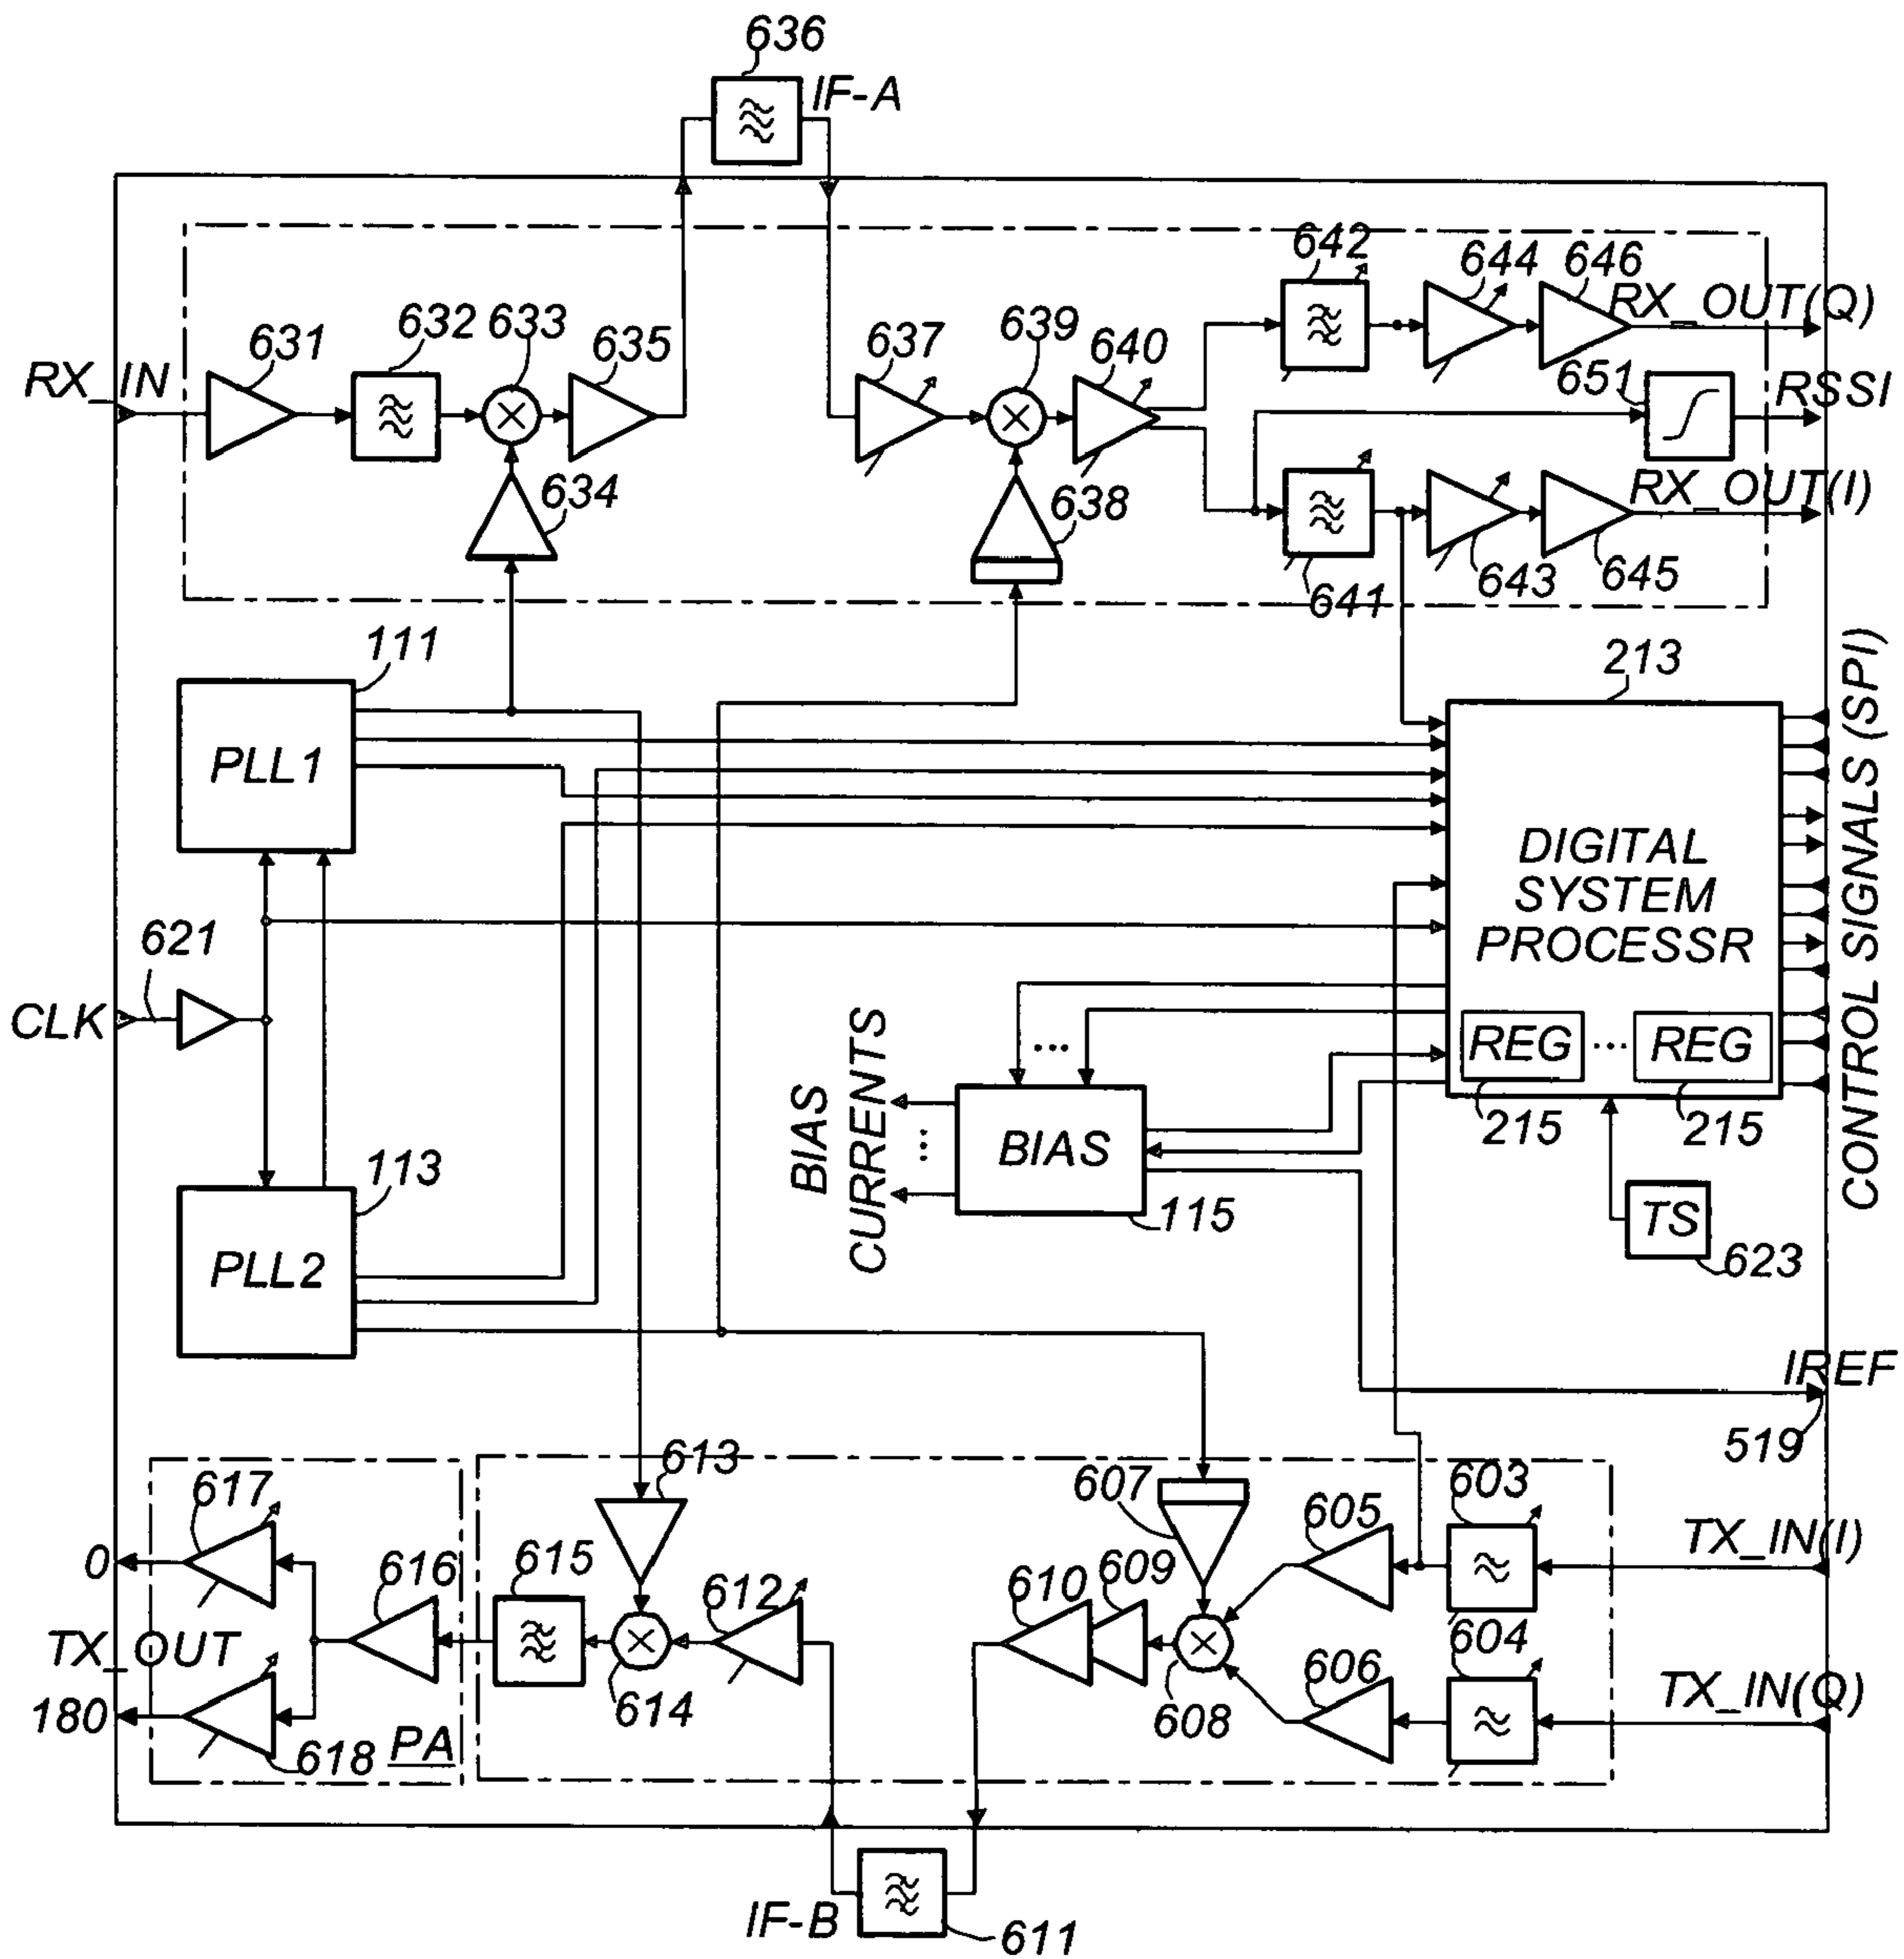 636
IF-A
642
644
646
RX_OUT(Q)
632
633
635
637
639
640
651
RSSI
631
RX_IN
634
638
RX_OUT(I)
641
643
645
111
213
PLL1
CONTROL SIGNALS (SPI)
DIGITAL
SYSTEM
PROCESSR
621
CLK
REG ... REG
215
215
...
BIAS
CURRENTS
...
BIAS
115
TS
623
113
PLL2
IREF
519
613
607
605
603
TX_IN(I)
617
0
616
615
612
610
609
604
TX_OUT
614
608
606
TX_IN(Q)
180
618
PA
IF-B
611